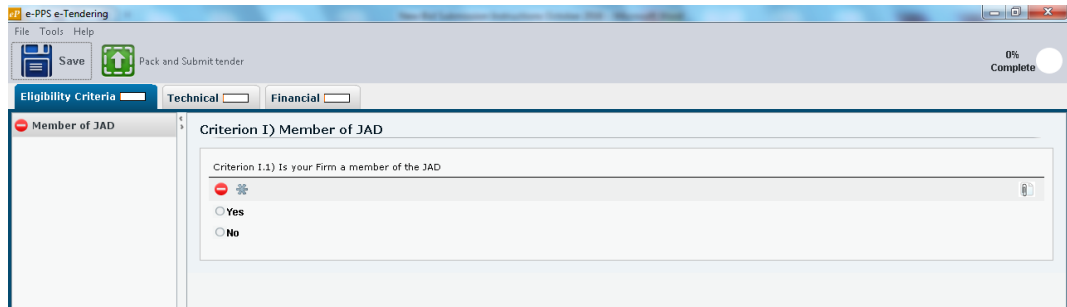 eP e-PPS e-Tendering
File Tools Help
Save
Pack and Submit tender
0%
Complete
Eligibility Criteria
Technical
Financial
Member of JAD
Criterion I) Member of JAD
Criterion I.1) Is your Firm a member of the JAD
Yes
No